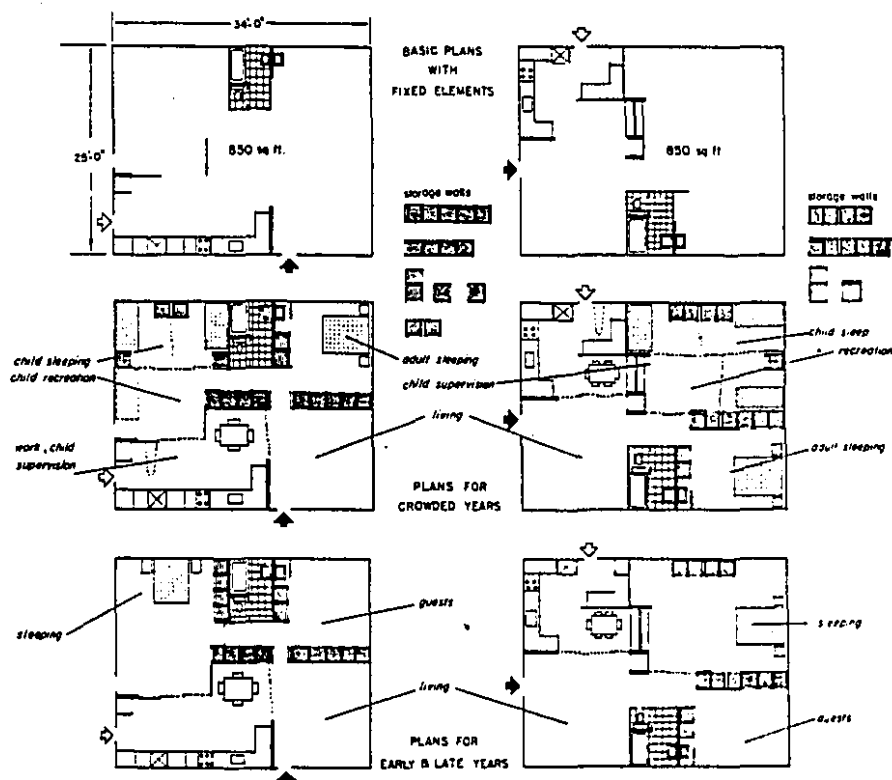 34'-0"
BASIC PLANS
WITH
FIXED ELEMENTS
25'-0"
850 sq ft.
850 sq ft
storage walls
storage walls
child sleeping
child recreation
adult sleeping
child supervision
child sleep
recreation
work, child
supervision
living
adult sleeping
PLANS FOR
CROWDED YEARS
sleeping
guests
sleeping
living
guests
PLANS FOR
EARLY & LATE YEARS